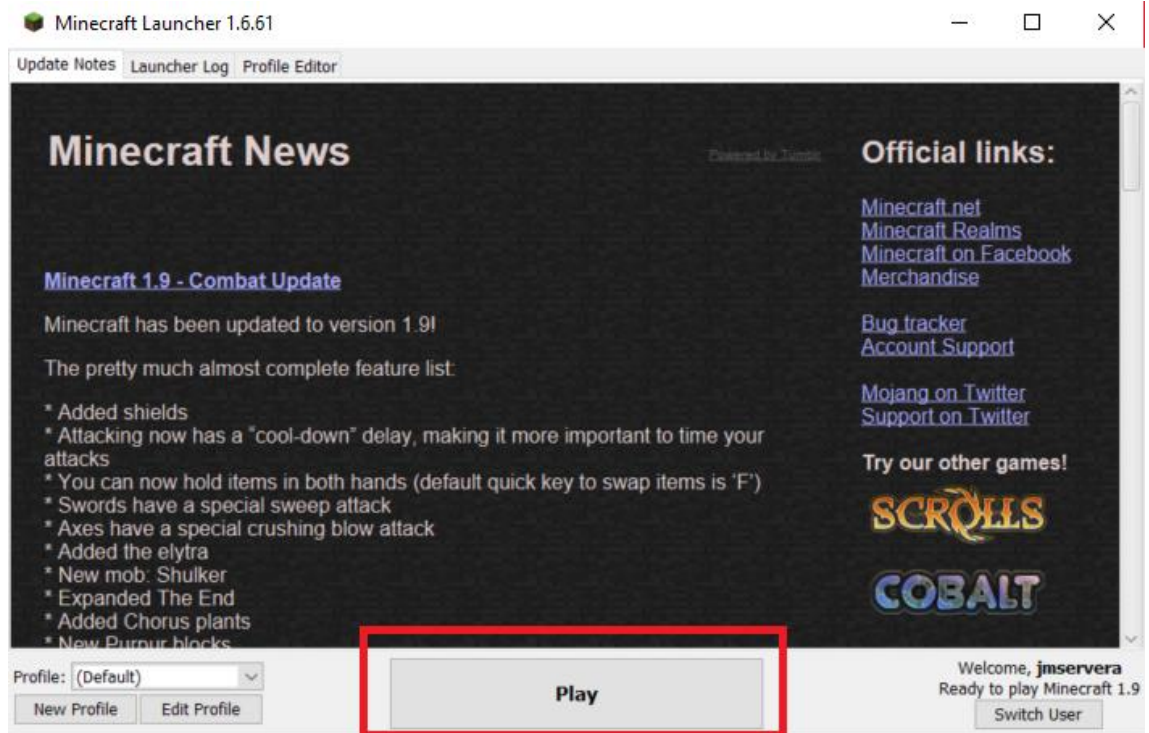 Minecraft Launcher 1.6.61
Update Notes Launcher Log Profile Editor
Minecraft News
Powered by Tumblr
Minecraft 1.9 - Combat Update
Minecraft has been updated to version 1.9!
The pretty much almost complete feature list:
* Added shields
* Attacking now has a “cool-down” delay, making it more important to time your
attacks
* You can now hold items in both hands (default quick key to swap items is ‘F’)
* Swords have a special sweep attack
* Axes have a special crushing blow attack
* Added the elytra
* New mob: Shulker
* Expanded The End
* Added Chorus plants
* New Purpur blocks
Official links:
Minecraft.net
Minecraft Realms
Minecraft on Facebook
Merchandise
Bug tracker
Account Support
Mojang on Twitter
Support on Twitter
Try our other games!
SCROLLS
COBALT
Profile: (Default)
New Profile Edit Profile
Play
Welcome, jmservera
Ready to play Minecraft 1.9
Switch User